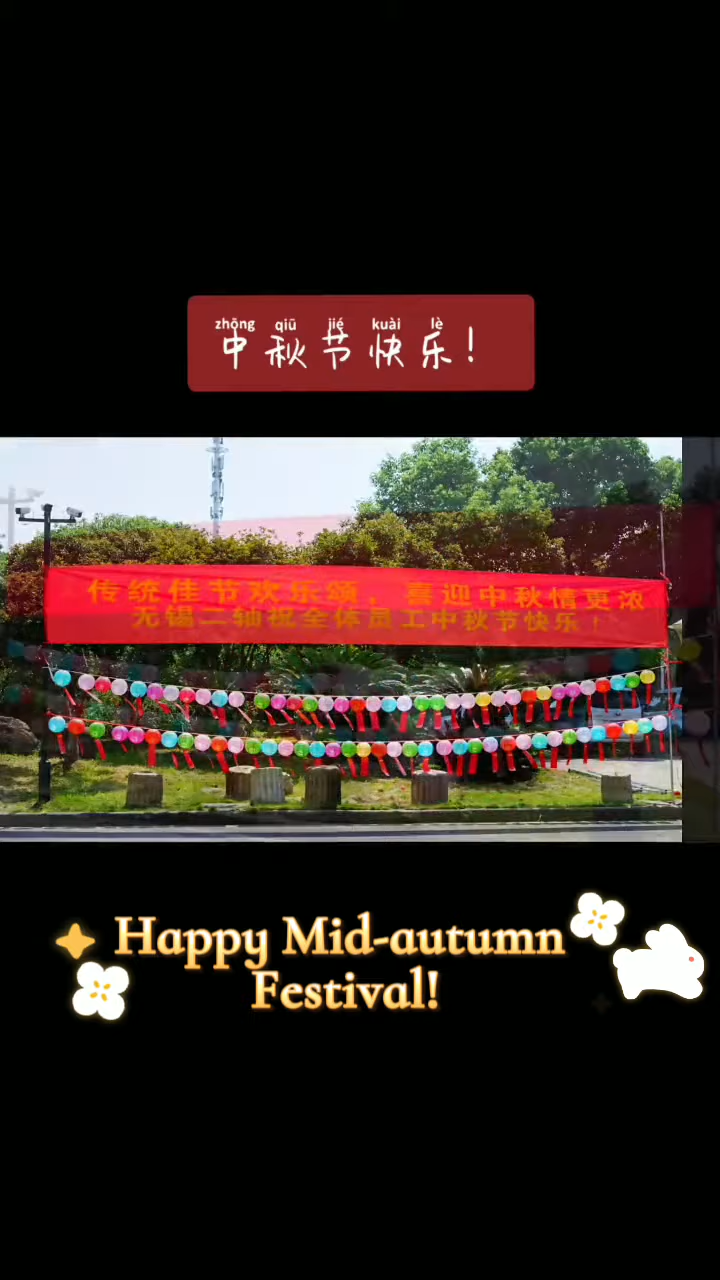 zhōng qiū jié kuài lè
中秋节快乐！
传统佳节欢乐颂，喜迎中秋情更浓
无锡二轴祝全体员工中秋节快乐！
Happy Mid-autumn
Festival!